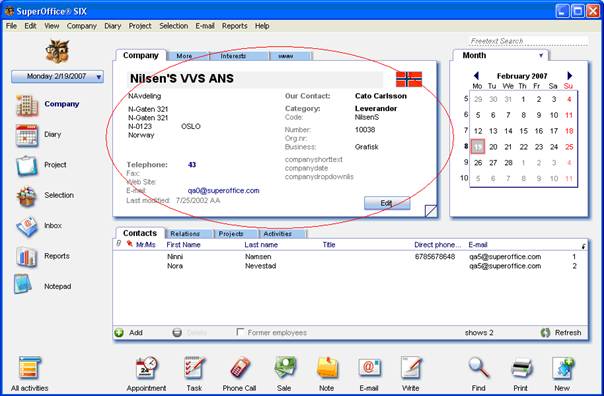 SuperOffice® SIX
File Edit View Company Diary Project Selection E-mail Reports Help
Freetext Search
Monday 2/19/2007
Company
Diary
Project
Selection
Inbox
Reports
Notepad
Company More Interests www
Nilsen'S VVS ANS
NAvdeling
N-Gaten 321
N-Gaten 321
N-0123 OSLO
Norway
Telephone: 43
Fax:
Web Site:
E-mail: qa0@superoffice.com
Last modified: 7/25/2002 AA
Our Contact: Cato Carlsson
Category: Leverandør
Code: NilsenS
Number: 10038
Org.nr:
Business: Grafisk
companyshorttext
companydate
companydropdownlis
Edit
Month
February 2007
Mo Tu We Th Fr Sa Su
5 29 30 31 1 2 3 4
6 5 6 7 8 9 10 11
7 12 13 14 15 16 17 18
8 19 20 21 22 23 24 25
9 26 27 28 1 2 3 4
10 5 6 7 8 9 10 11
Contacts Relations Projects Activities
Mr/Ms First Name Last name Title Direct phone... E-mail
Ninni Namsen 6785678648 qa5@superoffice.com 1
Nora Nevestad qa5@superoffice.com 2
Add Delete Former employees shows 2 Refresh
All activities Appointment Task Phone Call Sale Note E-mail Write Find Print New